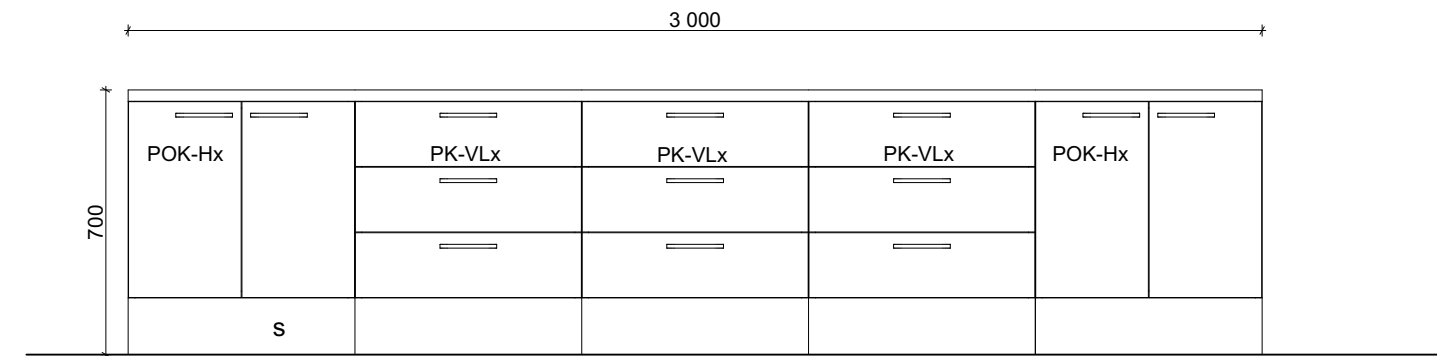 3 000
POK-Hx PK-VLx PK-VLx PK-VLx POK-Hx
700
s